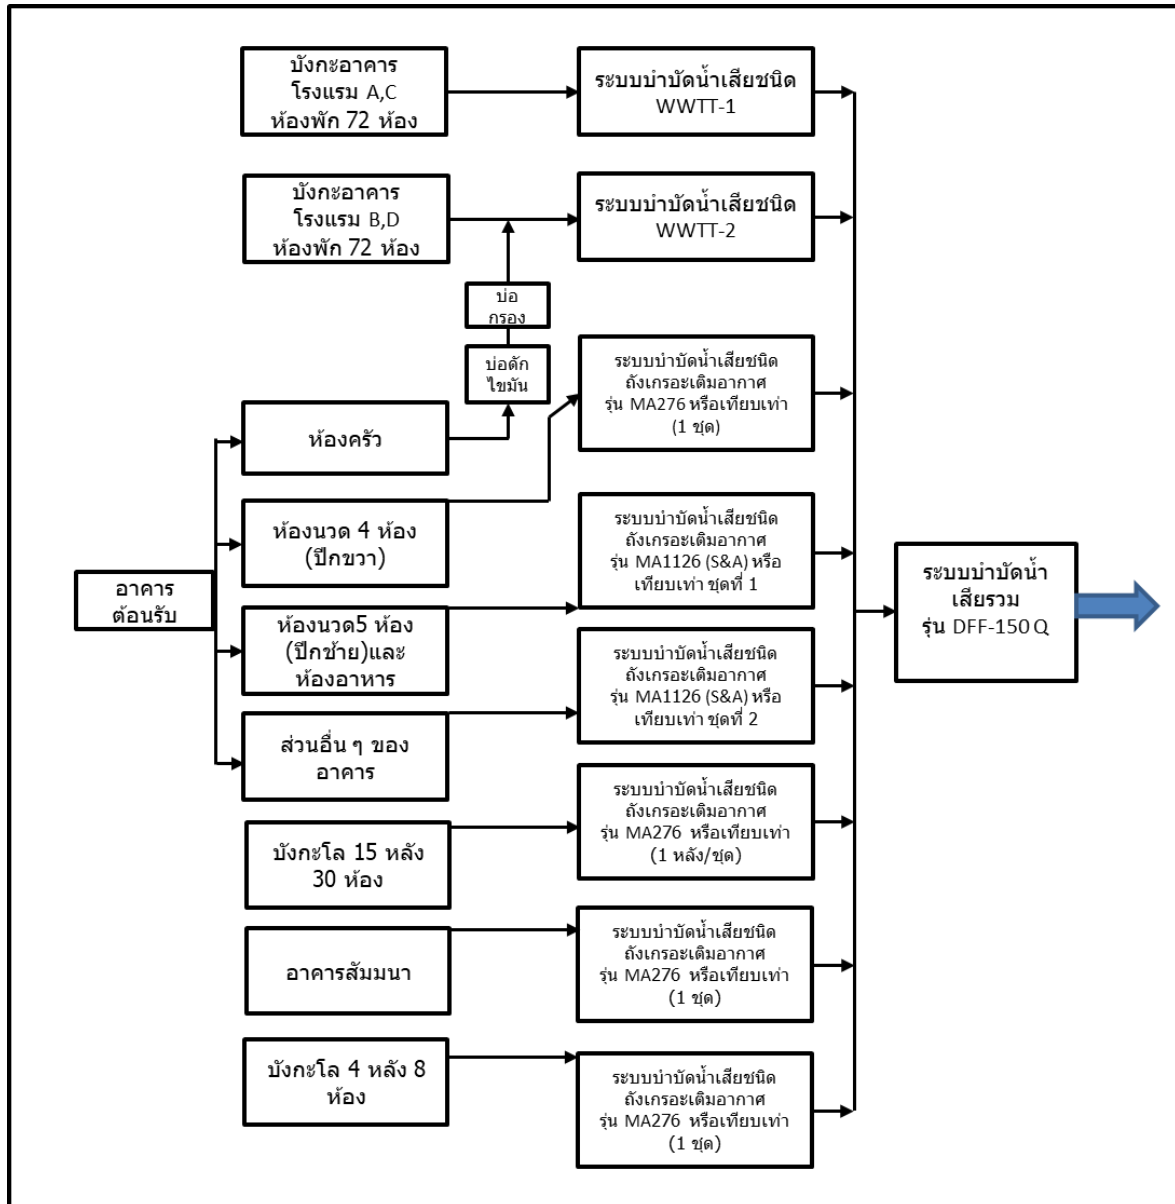 บังกะอาคาร
โรงแรม A,C
ห้องพัก 72 ห้อง
ระบบบำบัดน้ำเสียชนิด
WWTT-1
บังกะอาคาร
โรงแรม B,D
ห้องพัก 72 ห้อง
ระบบบำบัดน้ำเสียชนิด
WWTT-2
บ่อ
กรอง
บ่อดัก
ไขมัน
ระบบบำบัดน้ำเสียชนิด
ถังเกรอะเติมอากาศ
รุ่น MA276 หรือเทียบเท่า
(1 ชุด)
ห้องครัว
ห้องนวด 4 ห้อง
(ปีกขวา)
ระบบบำบัดน้ำเสียชนิด
ถังเกรอะเติมอากาศ
รุ่น MA1126 (S&A) หรือ
เทียบเท่า ชุดที่ 1
อาคาร
ต้อนรับ
ห้องนวด5 ห้อง
(ปีกซ้าย)และ
ห้องอาหาร
ระบบบำบัดน้ำ
เสียรวม
รุ่น DFF-150 Q
ระบบบำบัดน้ำเสียชนิด
ถังเกรอะเติมอากาศ
รุ่น MA1126 (S&A) หรือ
เทียบเท่า ชุดที่ 2
ส่วนอื่น ๆ ของ
อาคาร
ระบบบำบัดน้ำเสียชนิด
ถังเกรอะเติมอากาศ
รุ่น MA276 หรือเทียบเท่า
(1 หลัง/ชุด)
บังกะโล 15 หลัง
30 ห้อง
อาคารสัมมนา
ระบบบำบัดน้ำเสียชนิด
ถังเกรอะเติมอากาศ
รุ่น MA276 หรือเทียบเท่า
(1 ชุด)
บังกะโล 4 หลัง 8
ห้อง
ระบบบำบัดน้ำเสียชนิด
ถังเกรอะเติมอากาศ
รุ่น MA276 หรือเทียบเท่า
(1 ชุด)